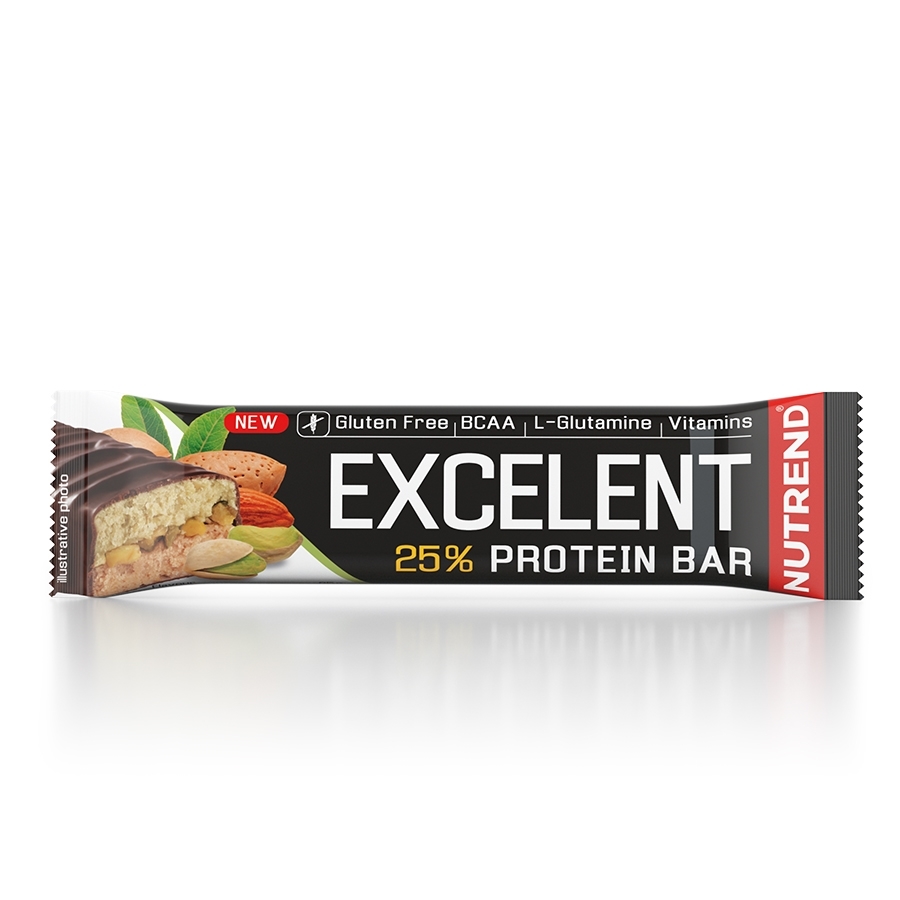 NEW
Gluten Free | BCAA | L-Glutamine | Vitamins
EXCELENT
25% PROTEIN BAR
NUTREND®
illustrative photo